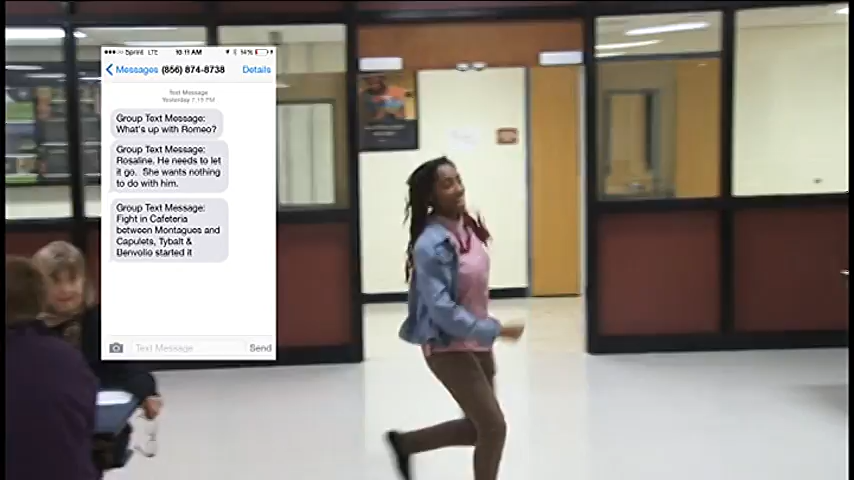 Sprint LTE 10:11 AM 14%
Messages (856) 874-8738 Details
Text Message
Yesterday 7:15 PM
Group Text Message:
What's up with Romeo?
Group Text Message:
Rosaline. He needs to let
it go. She wants nothing
to do with him.
Group Text Message:
Fight in Cafeteria
between Montagues and
Capulets, Tybalt &
Benvolio started it
Text Message Send